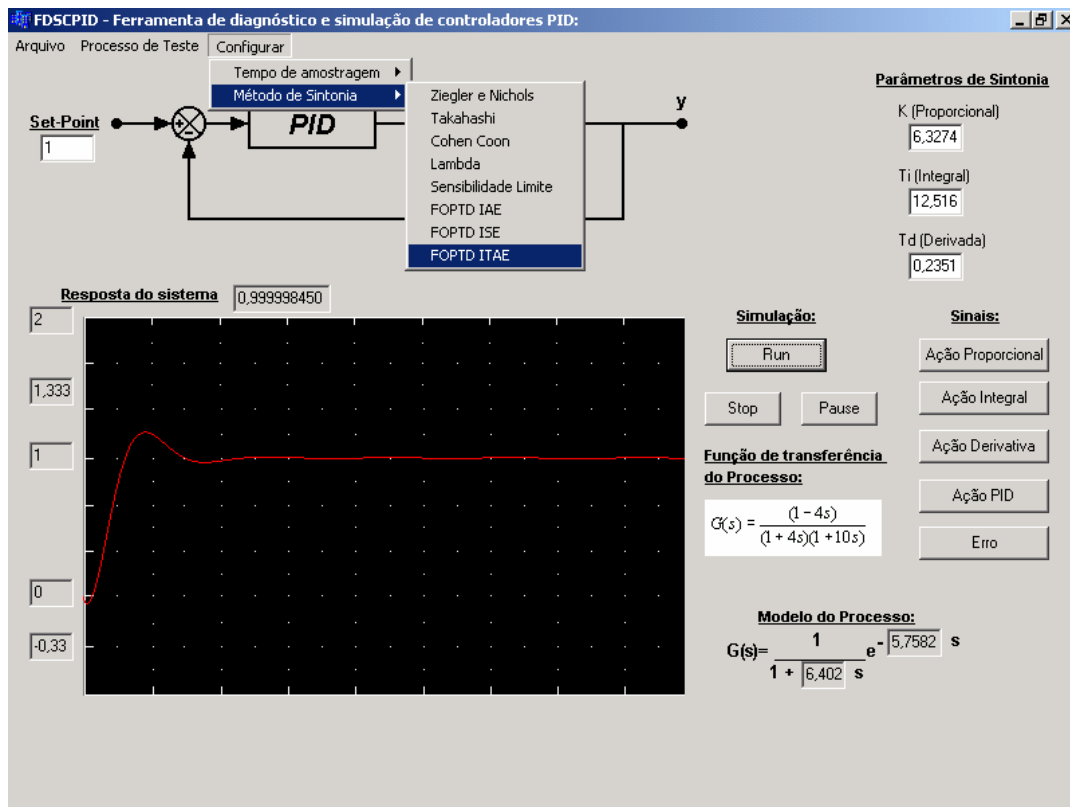 FDSCPID - Ferramenta de diagnóstico e simulação de controladores PID:
Arquivo Processo de Teste Configurar
Tempo de amostragem
Método de Sintonia
Ziegler e Nichols
Takahashi
Cohen Coon
Lambda
Sensibilidade Limite
FOPTD IAE
FOPTD ISE
FOPTD ITAE
Set-Point
1
PID
y
Parâmetros de Sintonia
K (Proporcional)
6,3274
Ti (Integral)
12,516
Td (Derivada)
0,2351
Resposta do sistema 0,999998450
2
1,333
1
0
-0,33
Simulação:
Run
Stop Pause
Sinais:
Ação Proporcional
Ação Integral
Ação Derivativa
Ação PID
Erro
Função de transferência
do Processo:
G(s) = (1 - 4s) / (1 + 4s)(1 + 10s)
Modelo do Processo:
G(s)= 1 / 1 + 6,402 s e - 5,7582 s